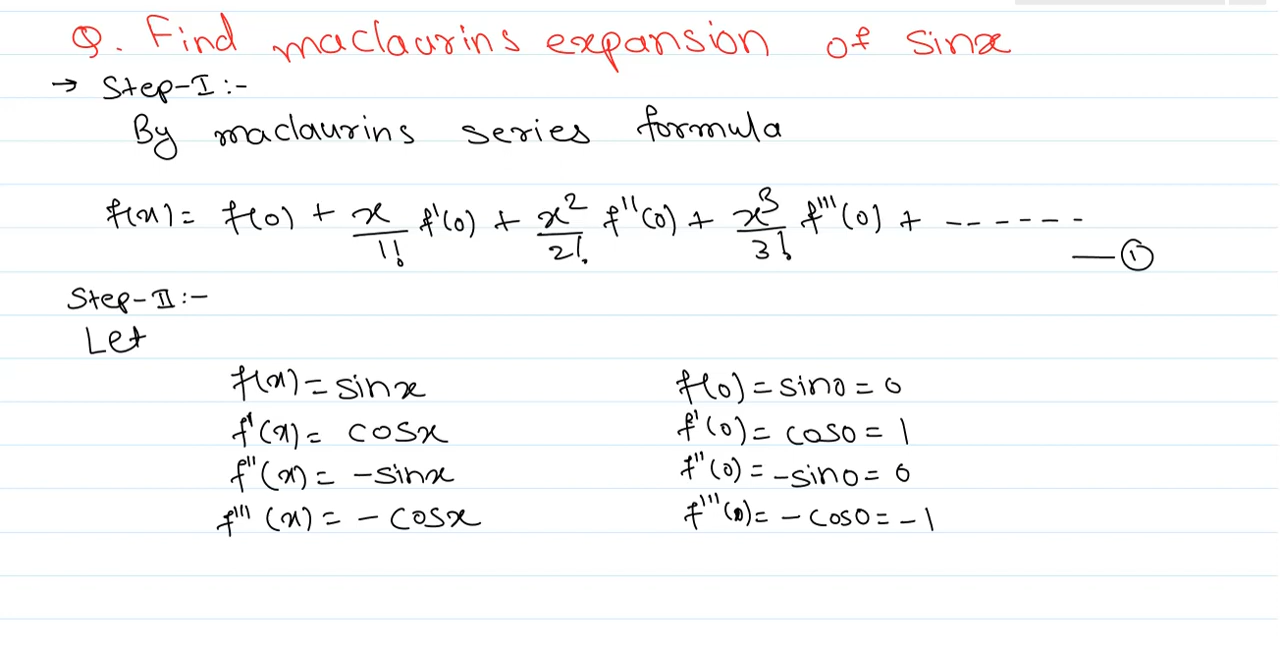 Q. Find maclaurins expansion of sinx
→ Step-I :-
By maclaurins series formula
f(x) = f(0) + x/1! f'(0) + x²/2! f''(0) + x³/3! f'''(0) + ------
— ①
Step-II :-
Let
f(x) = sinx f(0) = sin0 = 0
f'(x) = cosx f'(0) = cos0 = 1
f''(x) = -sinx f''(0) = -sin0 = 0
f'''(x) = - cosx f'''(0) = - cos0 = -1